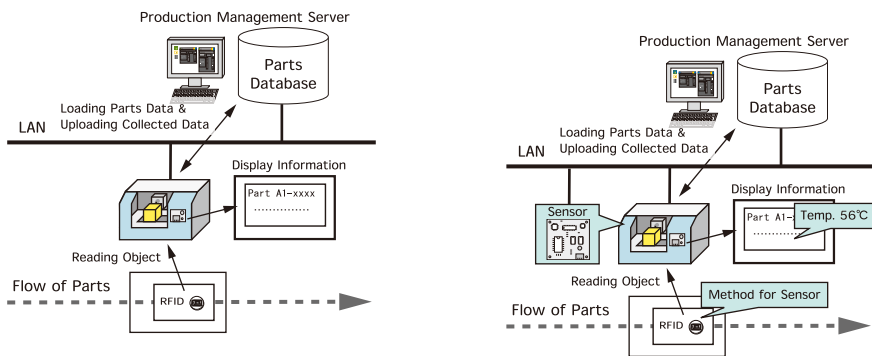 Production Management Server
Parts
Database
Loading Parts Data &
Uploading Collected Data
LAN
Display Information
Part A1-xxxx
Reading Object
Flow of Parts
RFID
Production Management Server
Parts
Database
Loading Parts Data &
Uploading Collected Data
LAN
Display Information
Sensor
Part A1-
Temp. 56℃
Reading Object
Method for Sensor
Flow of Parts
RFID